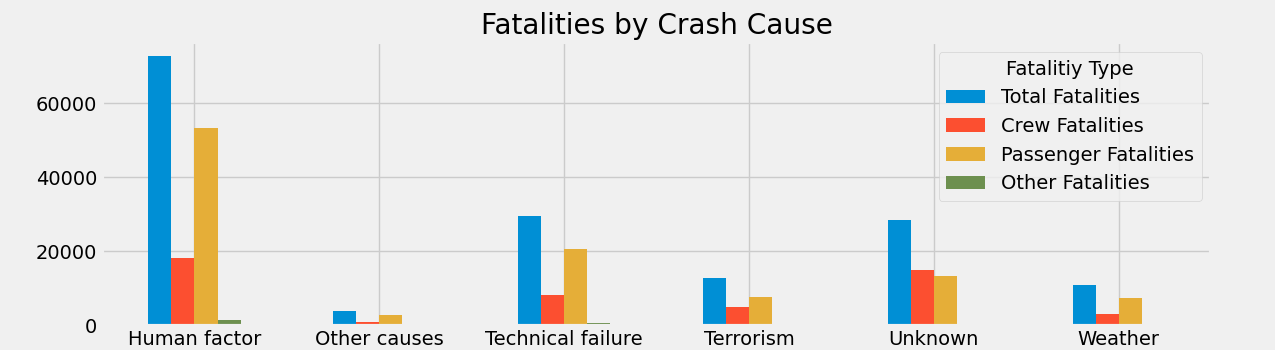 Fatalities by Crash Cause
Fatalitiy Type
Total Fatalities
Crew Fatalities
Passenger Fatalities
Other Fatalities
60000
40000
20000
0
Human factor
Other causes
Technical failure
Terrorism
Unknown
Weather